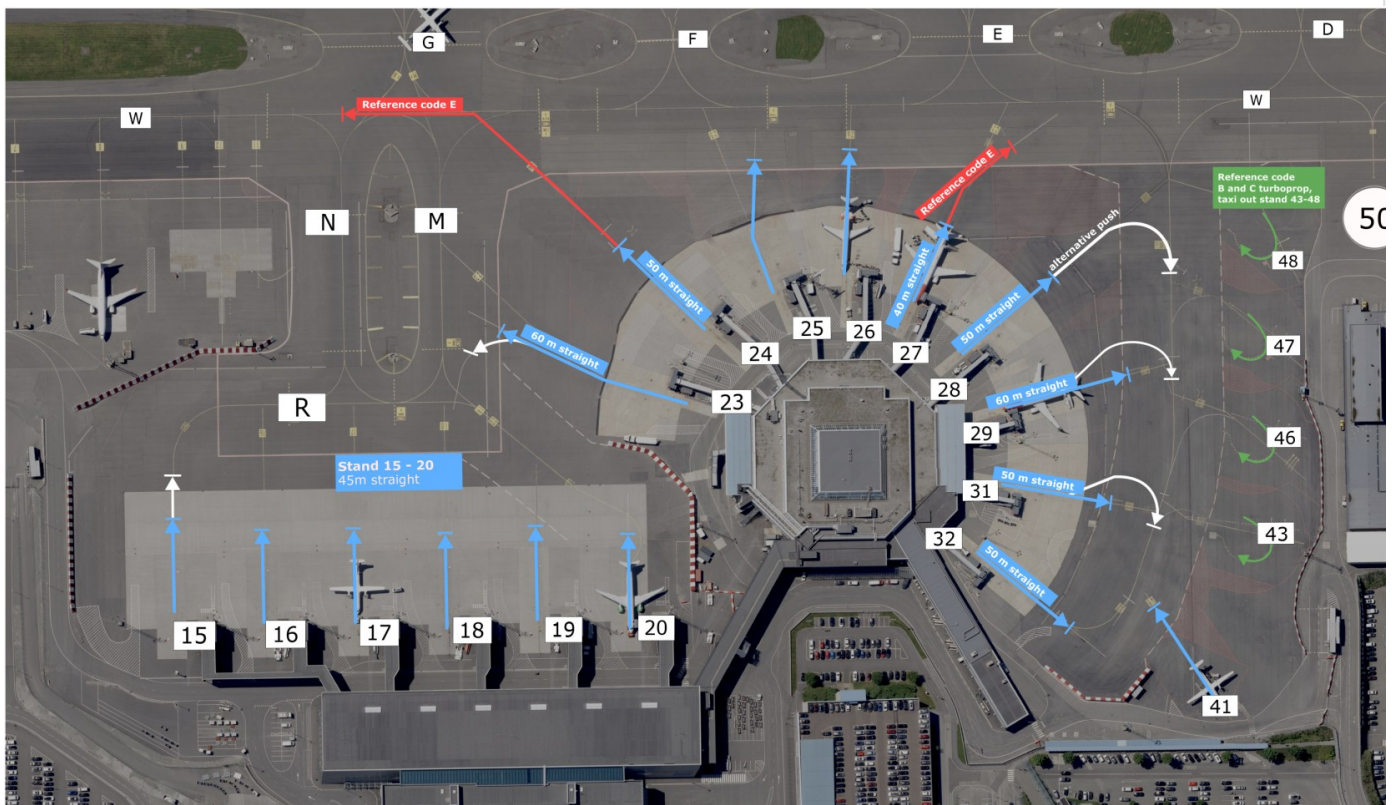 G
F
E
D
W
Reference code E
W
Reference code E
Reference code
B and C turboprop,
taxi out stand 43-48
N
M
50
alternative push
48
50 m straight
40 m straight
50 m straight
25
26
24
27
47
60 m straight
60 m straight
28
23
R
29
46
Stand 15 - 20
45m straight
50 m straight
31
43
32
50 m straight
15
16
17
18
19
20
41